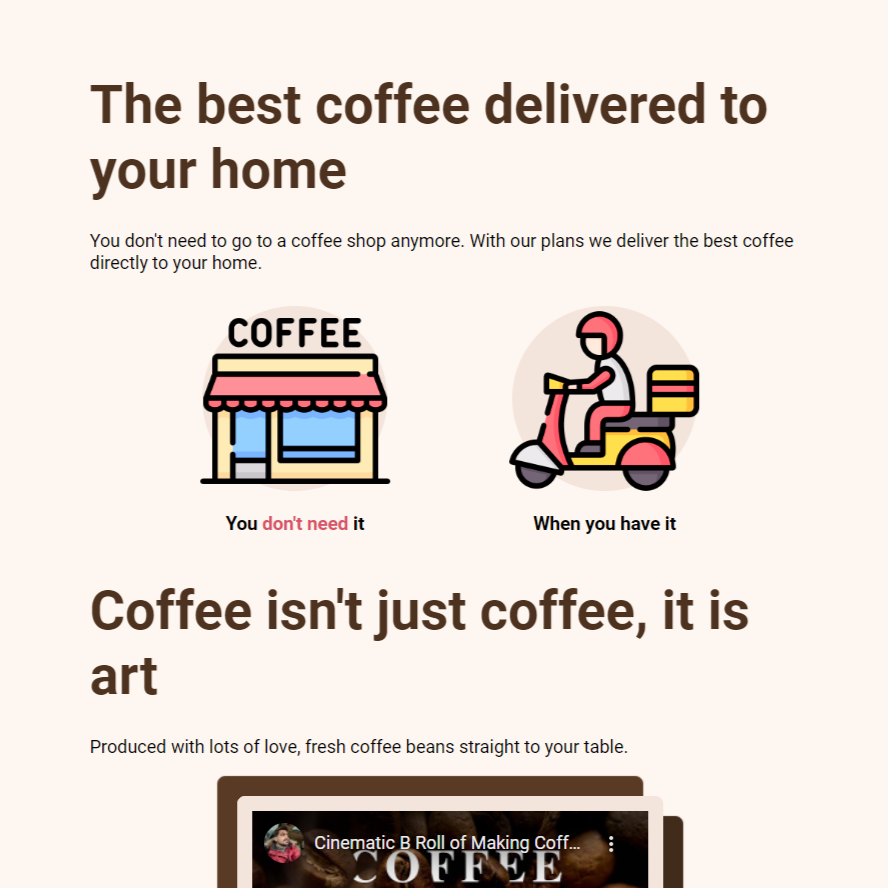 The best coffee delivered to
your home
You don't need to go to a coffee shop anymore. With our plans we deliver the best coffee
directly to your home.
COFFEE
You don't need it
When you have it
Coffee isn't just coffee, it is
art
Produced with lots of love, fresh coffee beans straight to your table.
Cinematic B Roll of Making Coff...
COFFEE